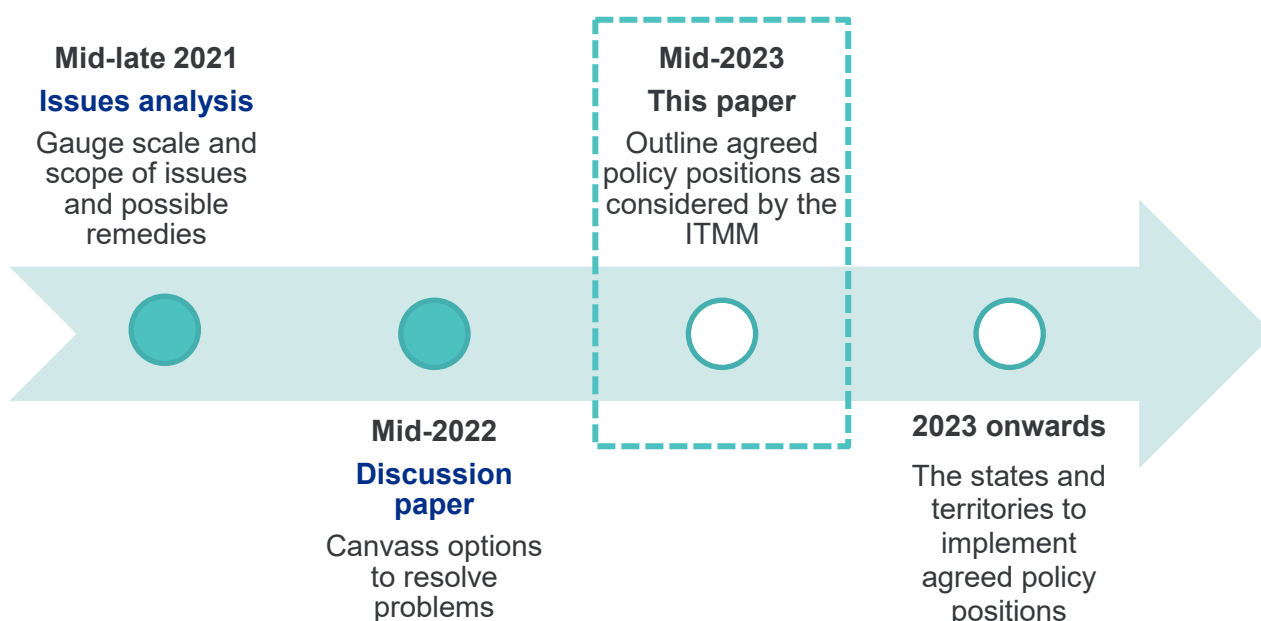 Mid-late 2021
Issues analysis
Gauge scale and
scope of issues
and possible
remedies
Mid-2022
Discussion
paper
Canvass options
to resolve
problems
Mid-2023
This paper
Outline agreed
policy positions as
considered by the
ITMM
2023 onwards
The states and
territories to
implement
agreed policy
positions